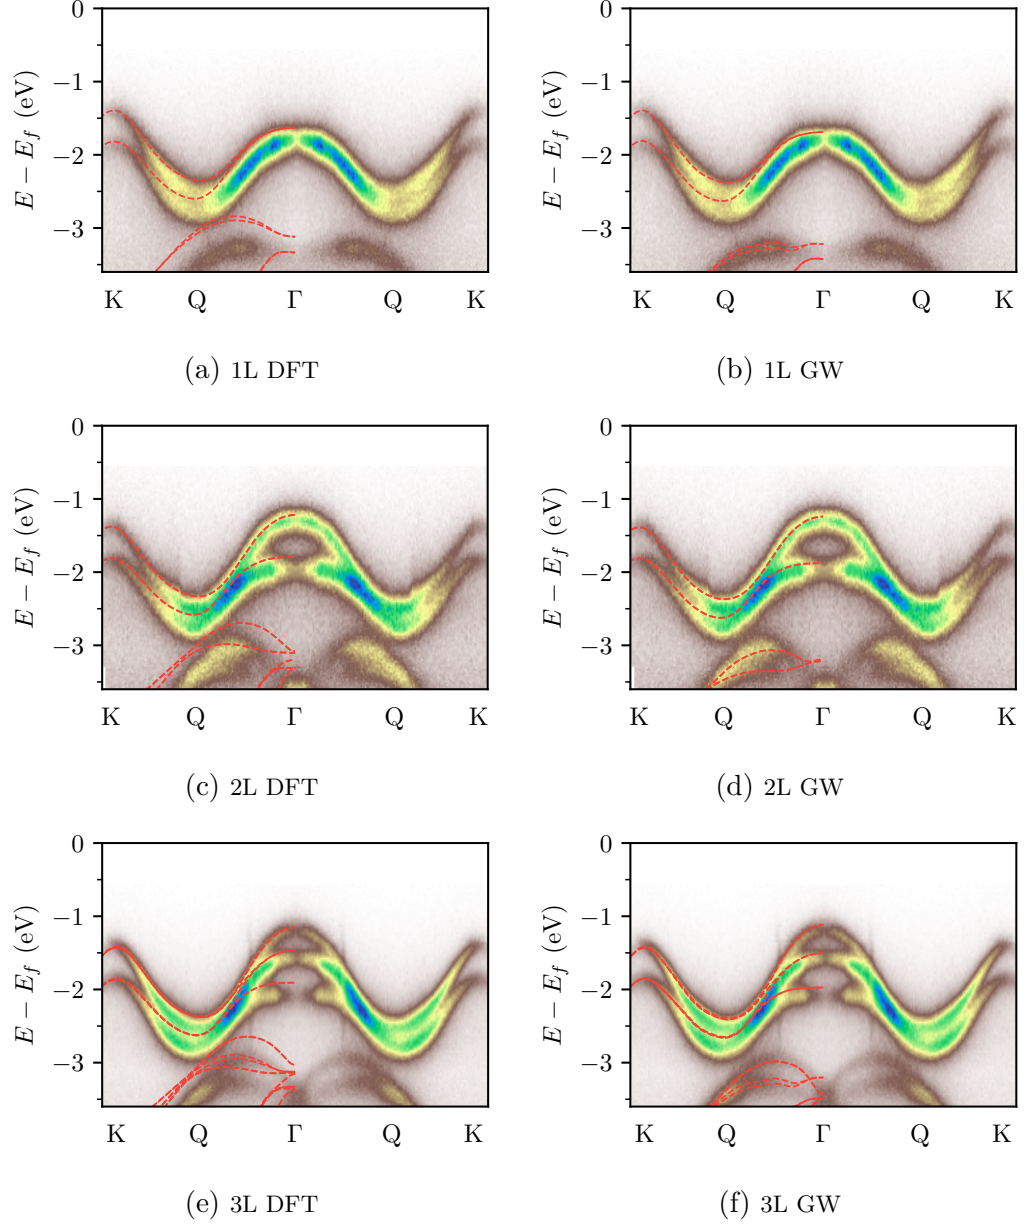 0
−1
−2
−3
E − E_f (eV)
K Q Γ Q K
(a) 1L DFT
0
−1
−2
−3
E − E_f (eV)
K Q Γ Q K
(b) 1L GW
0
−1
−2
−3
E − E_f (eV)
K Q Γ Q K
(c) 2L DFT
0
−1
−2
−3
E − E_f (eV)
K Q Γ Q K
(d) 2L GW
0
−1
−2
−3
E − E_f (eV)
K Q Γ Q K
(e) 3L DFT
0
−1
−2
−3
E − E_f (eV)
K Q Γ Q K
(f) 3L GW